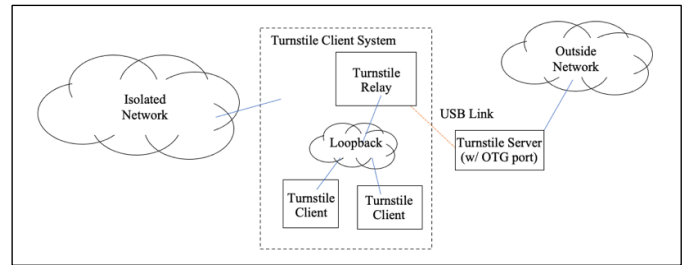 Turnstile Client System
Turnstile
Relay
Outside
Network
Isolated
Network
USB Link
Loopback
Turnstile Server
(w/ OTG port)
Turnstile
Client
Turnstile
Client